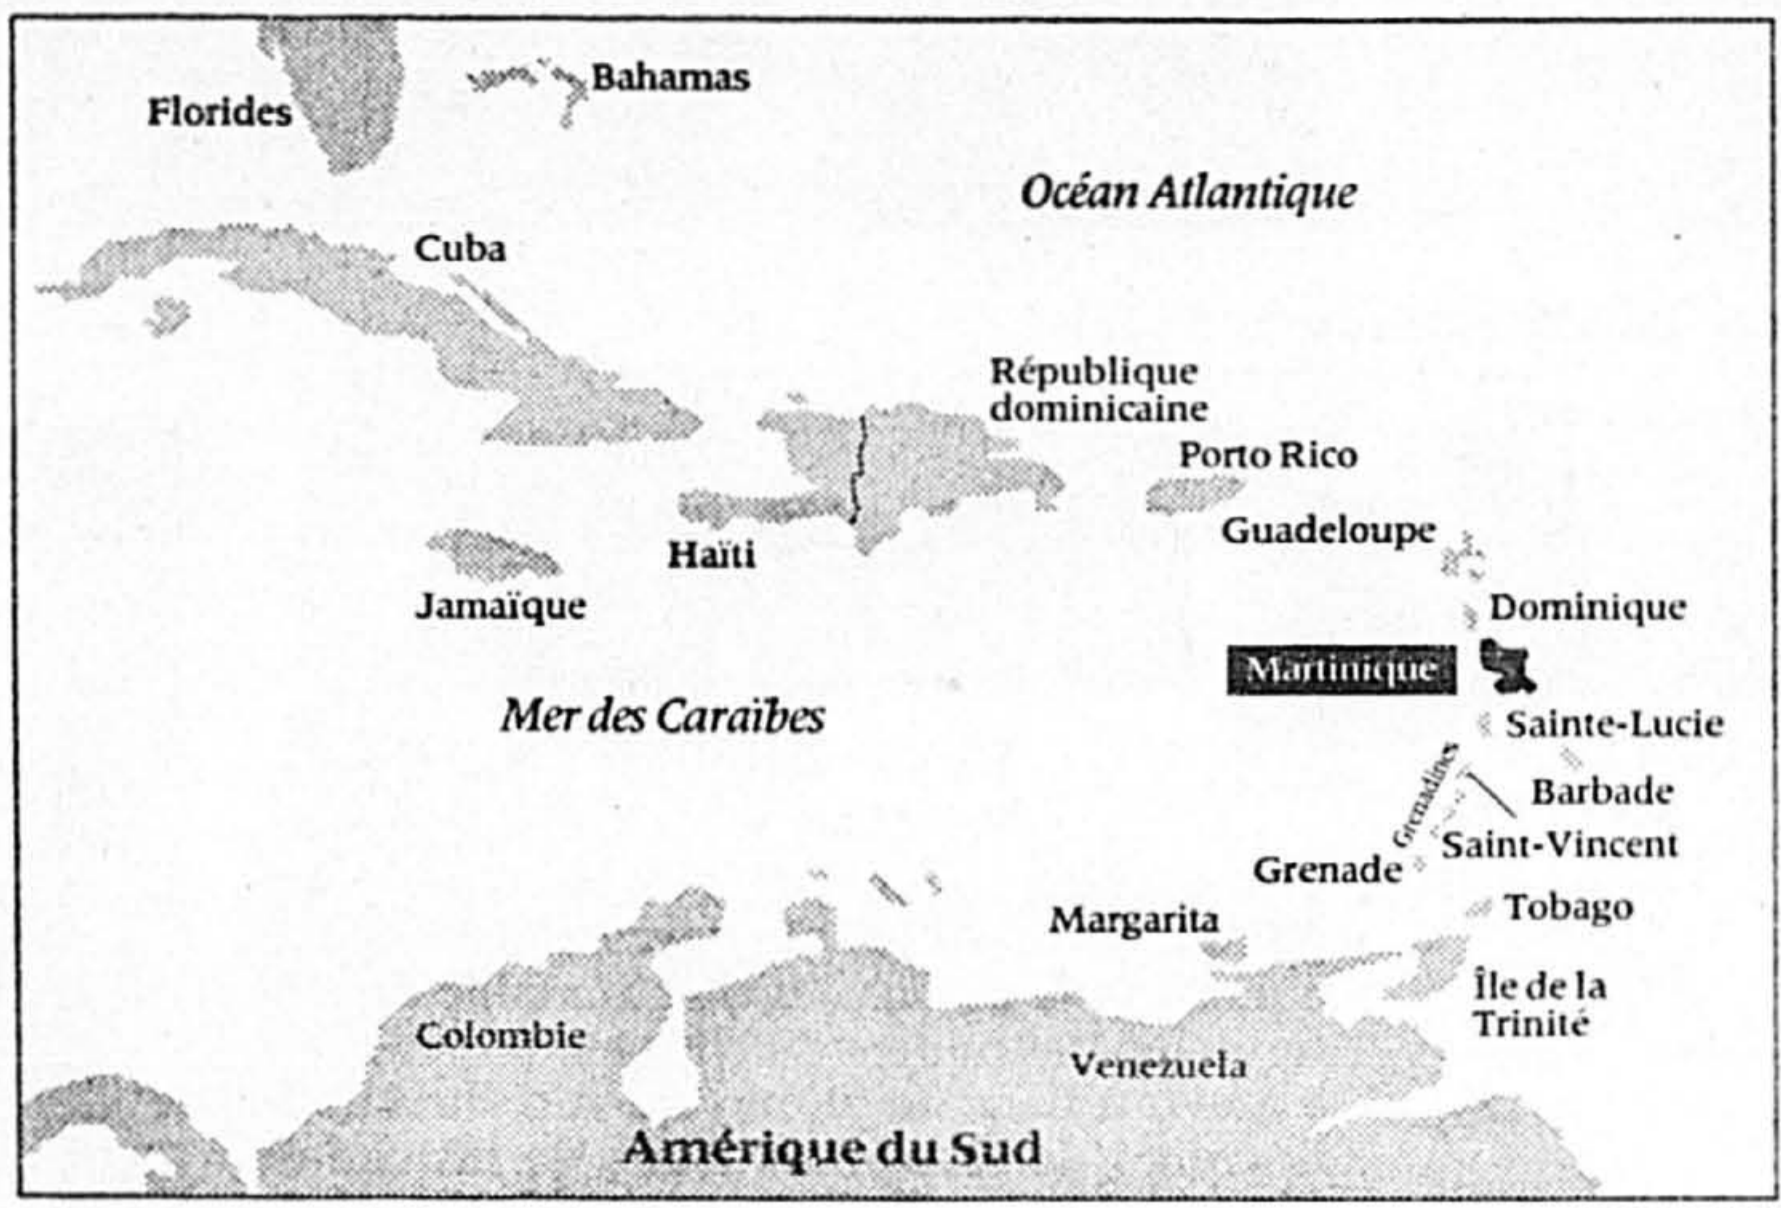 Bahamas
Florides
Océan Atlantique
Cuba
République
dominicaine
Porto Rico
Guadeloupe
Haïti
Jamaïque
Dominique
Martinique
Mer des Caraïbes
Sainte-Lucie
Grenadines
Barbade
Saint-Vincent
Grenade
Tobago
Margarita
Île de la
Trinité
Colombie
Venezuela
Amérique du Sud